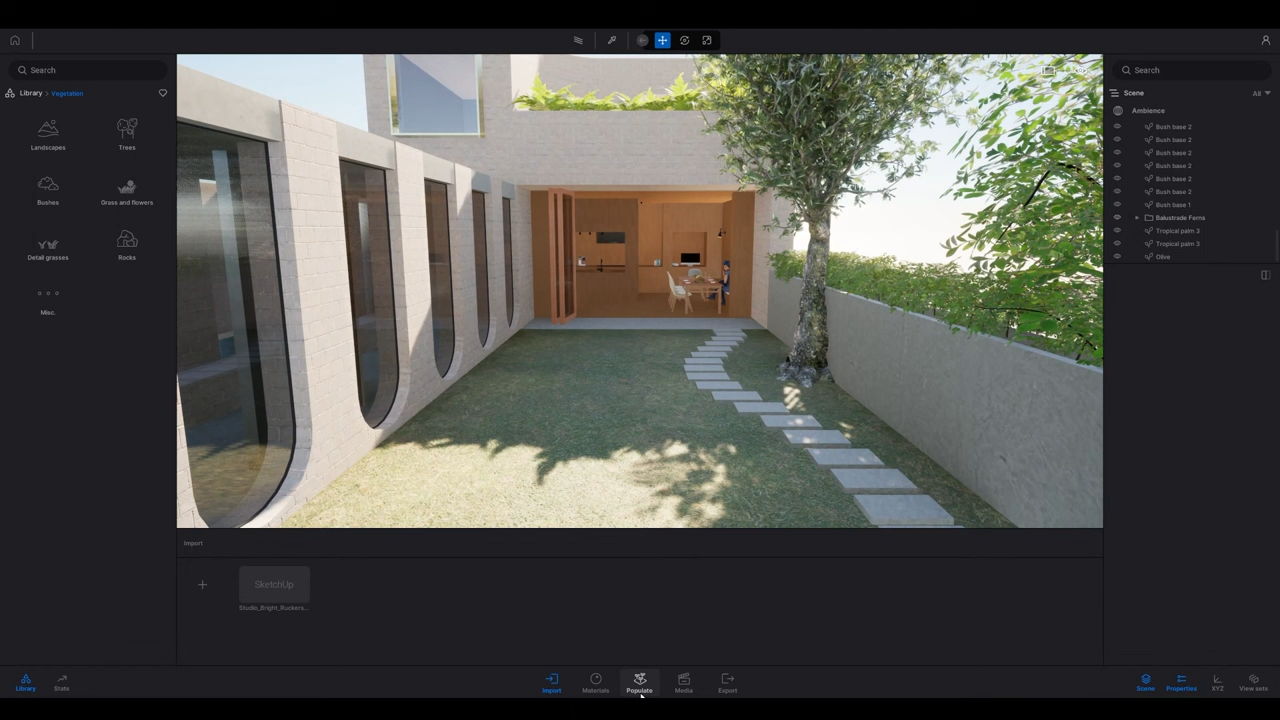 Search
Search
Library > Vegetation
Scene
All
Ambience
Landscapes
Trees
Bush base 2
Bush base 2
Bush base 2
Bush base 2
Bush base 2
Bush base 2
Bushes
Grass and flowers
Bush base 1
Balustrade Ferns
Tropical palm 3
Tropical palm 3
Detail grasses
Rocks
Olive
Misc.
Import
SketchUp
Studio_Bright_Ruckers...
Library
Stats
Import
Materials
Populate
Media
Export
Scene
Properties
XYZ
View sets